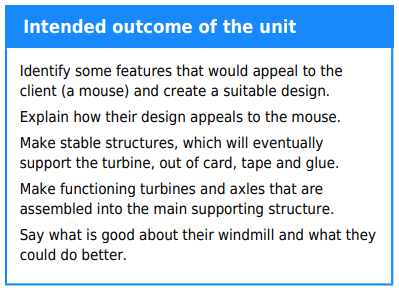 Intended outcome of the unit
Identify some features that would appeal to the
client (a mouse) and create a suitable design.
Explain how their design appeals to the mouse.
Make stable structures, which will eventually
support the turbine, out of card, tape and glue.
Make functioning turbines and axles that are
assembled into the main supporting structure.
Say what is good about their windmill and what they
could do better.